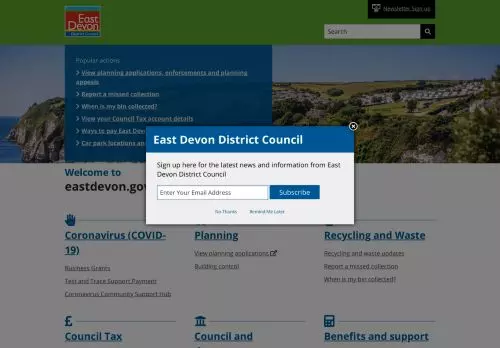 East
Devon
District Council
Newsletter Sign up
Search
Popular actions
View planning applications, enforcements and planning
appeals
Report a missed collection
When is my bin collected?
View your Council Tax account details
Ways to pay East Dev
Car park locations an
East Devon District Council
Sign up here for the latest news and information from East
Devon District Council
Enter Your Email Address
Subscribe
No Thanks
Remind Me Later
Welcome to
eastdevon.gov
Coronavirus (COVID-
19)
Business Grants
Test and Trace Support Payment
Coronavirus Community Support Hub
Planning
View planning applications
Building control
Recycling and Waste
Recycling and waste updates
Report a missed collection
When is my bin collected?
£
Council Tax
Council and
Benefits and support